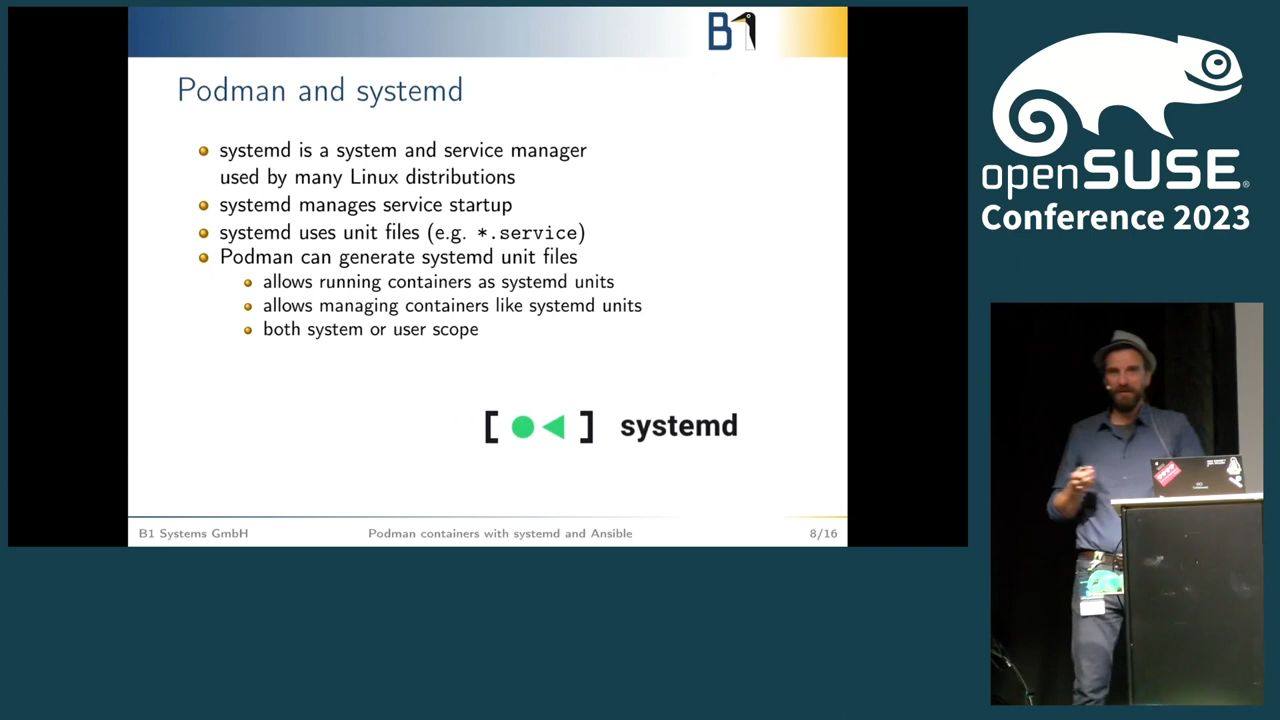 B1
Podman and systemd
systemd is a system and service manager
used by many Linux distributions
systemd manages service startup
systemd uses unit files (e.g. *.service)
Podman can generate systemd unit files
allows running containers as systemd units
allows managing containers like systemd units
both system or user scope
[ ] systemd
B1 Systems GmbH
Podman containers with systemd and Ansible
8/16
openSUSE®
Conference 2023